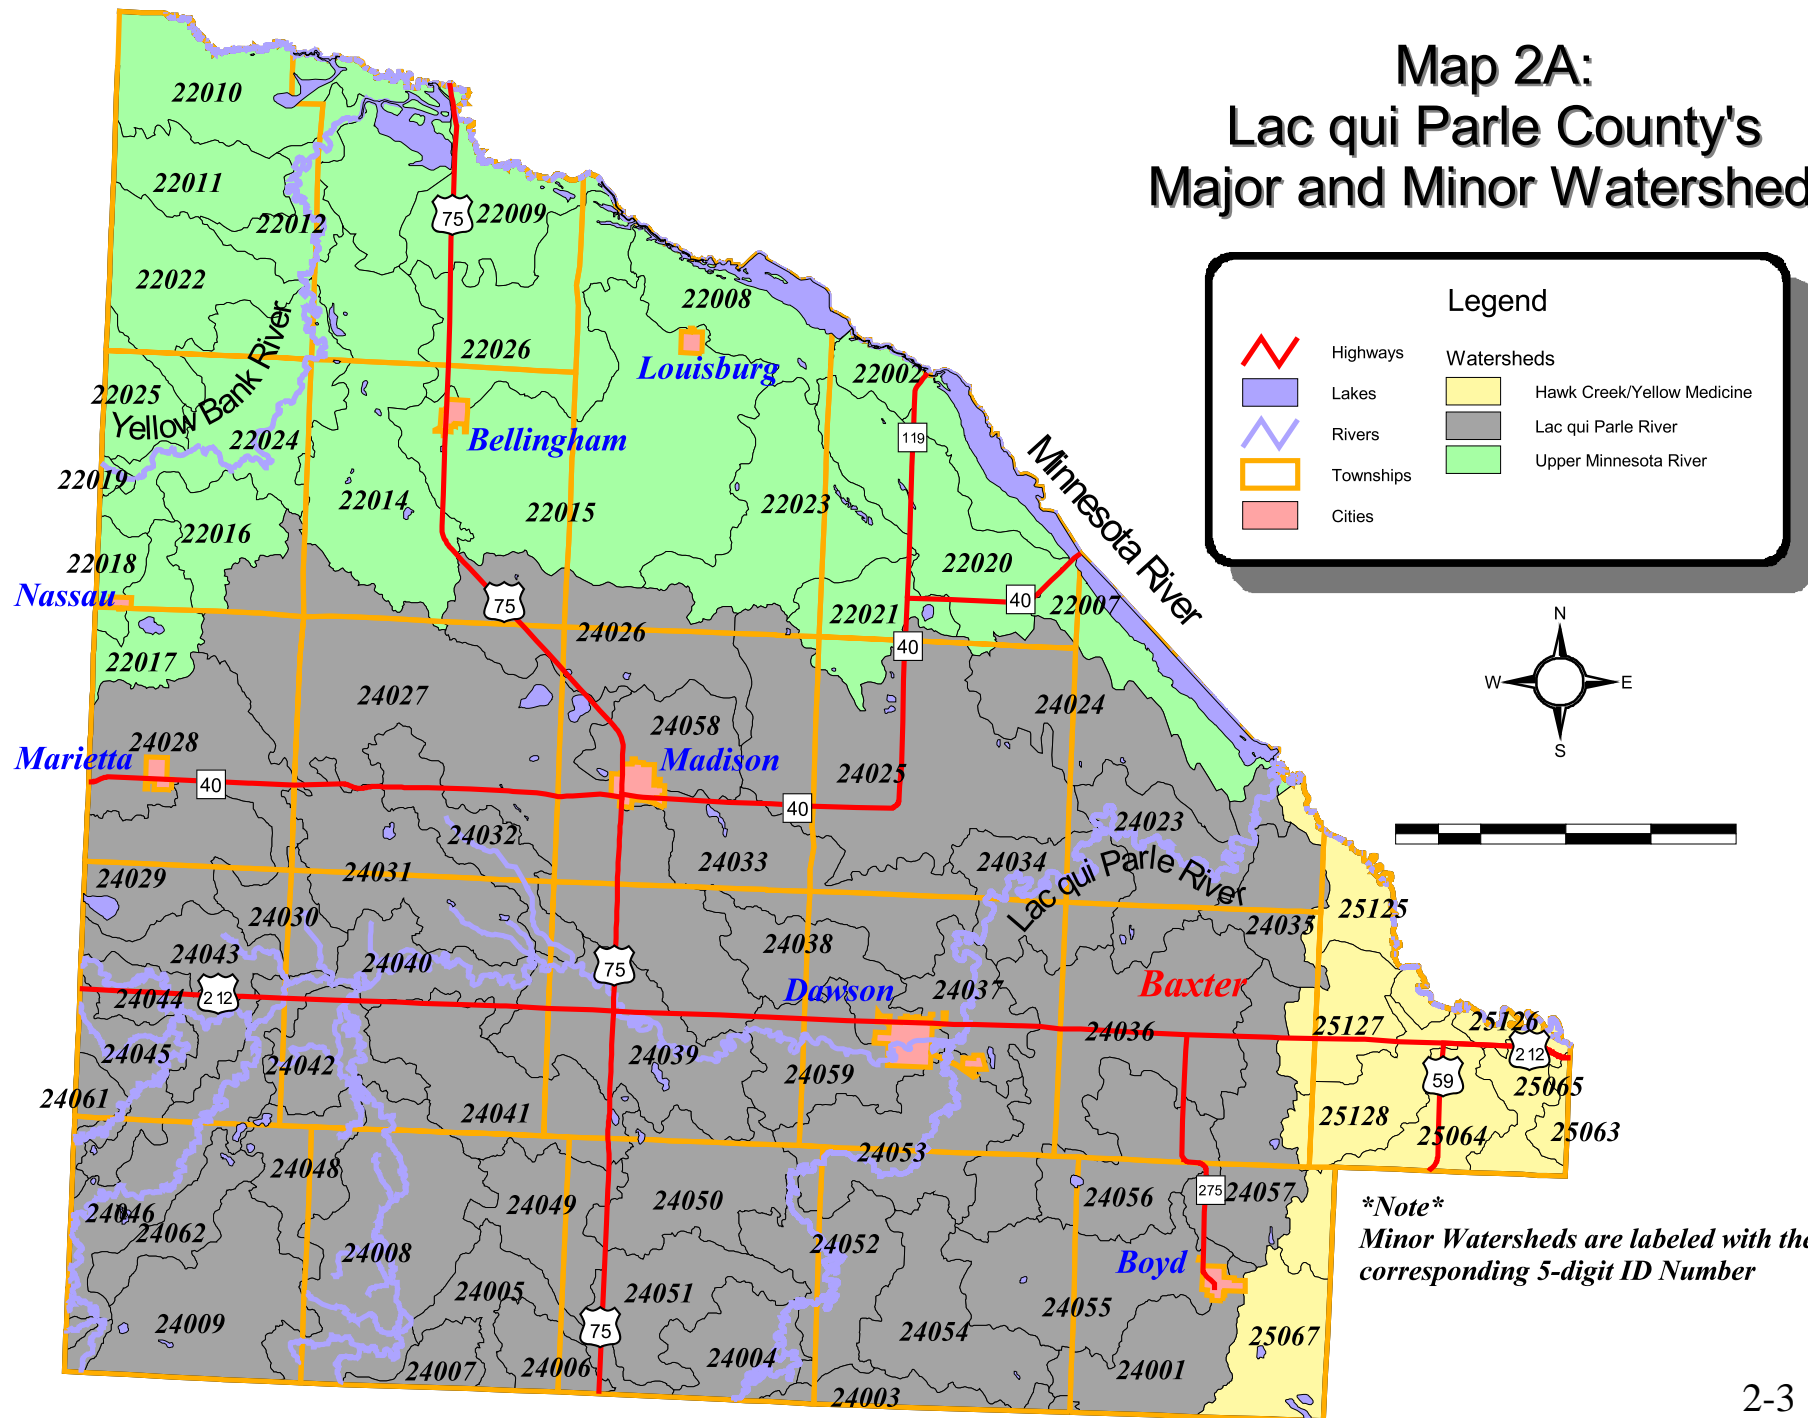 Map 2A:
Lac qui Parle County's
Major and Minor Watershed
Legend
Highways
Lakes
Rivers
Townships
Cities
Watersheds
Hawk Creek/Yellow Medicine
Lac qui Parle River
Upper Minnesota River
N
W E
S
22010
22011
22012
75
22009
22022
22008
22026
Louisburg
22002
22025
Yellow Bank River
22024
Bellingham
119
Minnesota River
22019
22014
22015
22023
22016
22018
22020
Nassau
75
40
22007
22021
24026
40
22017
24027
24058
24024
24028
Marietta
40
Madison
24025
40
24032
24023
24033
24034
24031
Lac qui Parle River
24029
24030
25125
24035
24043
24040
24038
75
Dawson
24037
Baxter
24044
212
24036
25127
25126
24045
24042
24039
24059
212
59
25065
24061
24041
25128
25064
25063
24053
24048
24049
24050
24056
275
24057
24046
24062
24008
24052
Boyd
24005
24051
24055
24009
75
24054
25067
24007
24006
24004
24001
24003
*Note*
Minor Watersheds are labeled with the
corresponding 5-digit ID Number
2-3